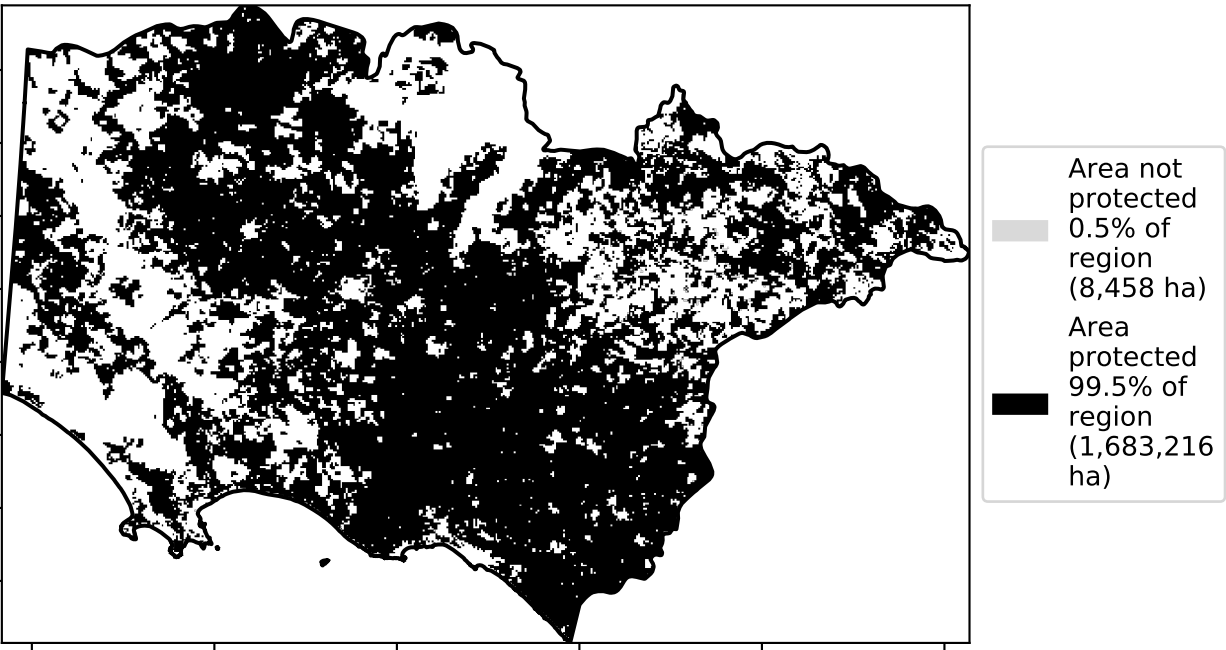 Area not
protected
0.5% of
region
(8,458 ha)
Area
protected
99.5% of
region
(1,683,216
ha)